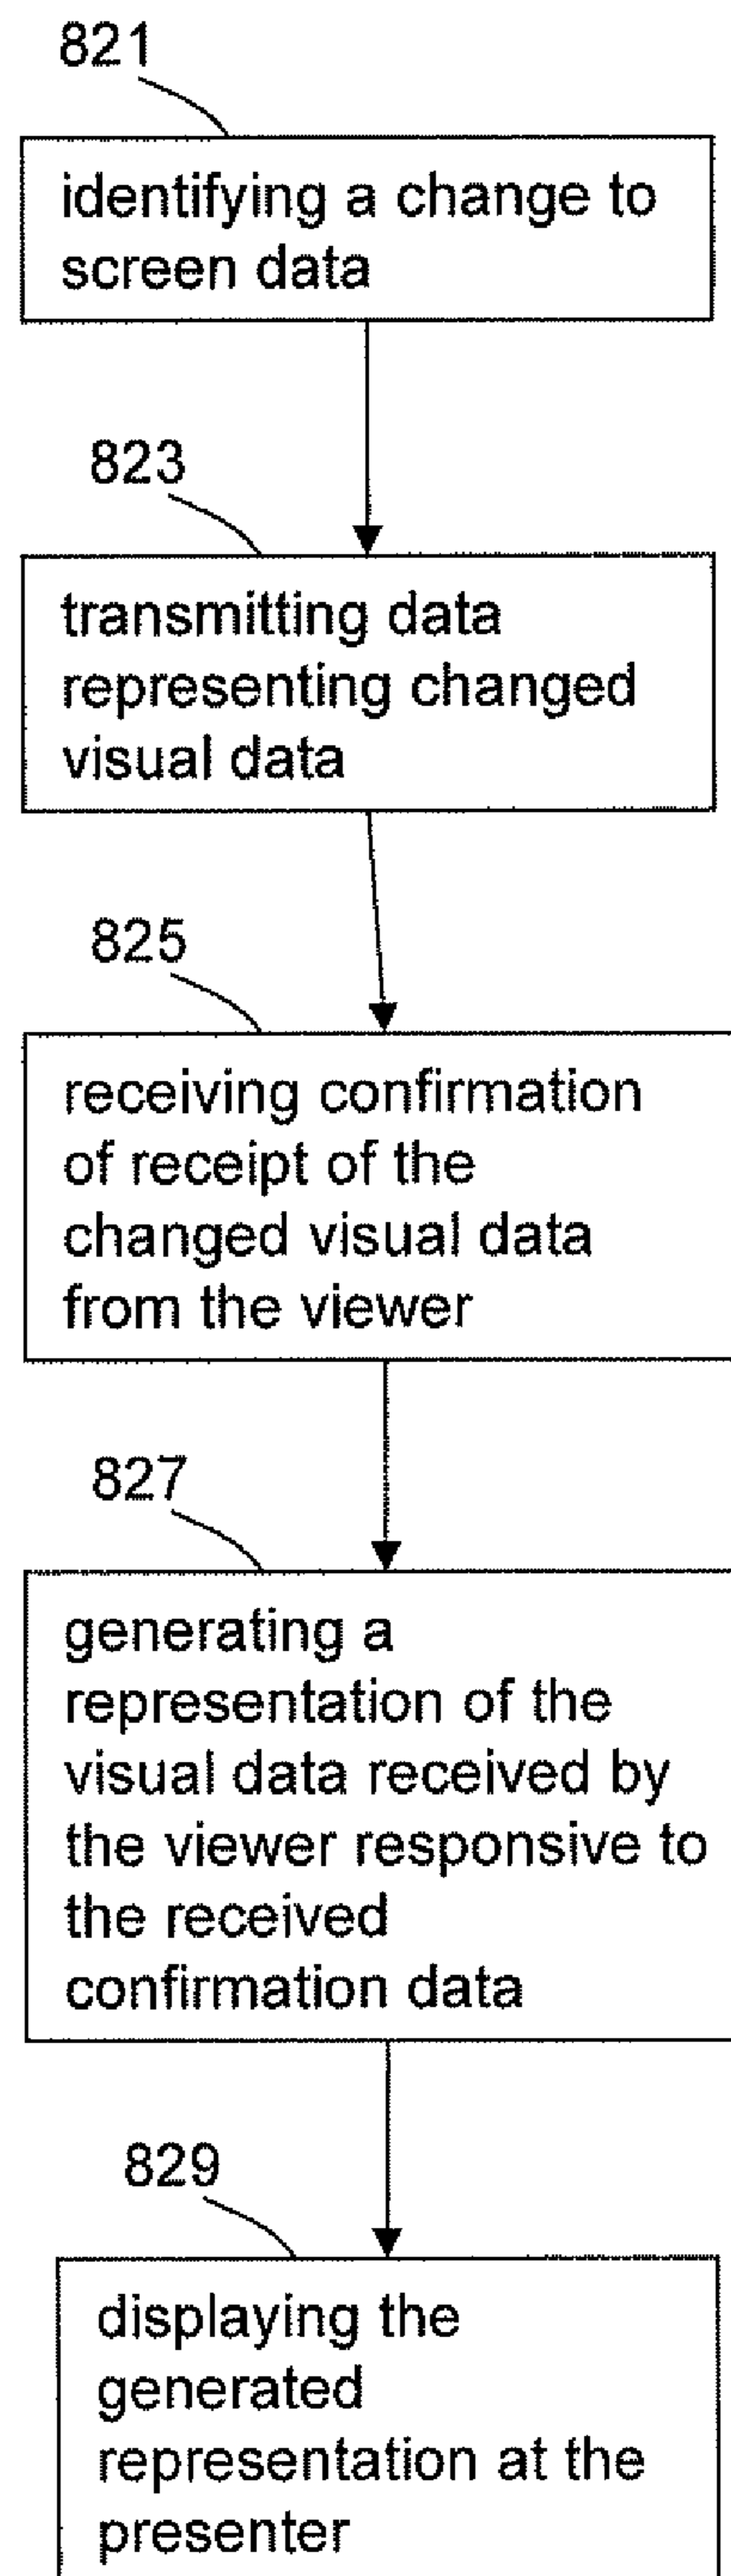 821
identifying a change to
screen data
823
transmitting data
representing changed
visual data
825
receiving confirmation
of receipt of the
changed visual data
from the viewer
827
generating a
representation of the
visual data received by
the viewer responsive to
the received
confirmation data
829
displaying the
generated
representation at the
presenter